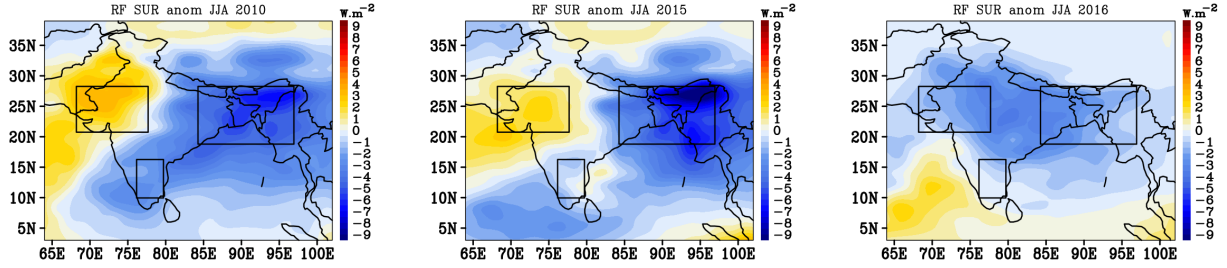 RF SUR anom JJA 2010
W.m-2
35N
30N
25N
20N
15N
10N
5N
65E 70E 75E 80E 85E 90E 95E 100E
9
8
7
6
5
4
3
2
1
0
-1
-2
-3
-4
-5
-6
-7
-8
-9
RF SUR anom JJA 2015
W.m-2
35N
30N
25N
20N
15N
10N
5N
65E 70E 75E 80E 85E 90E 95E 100E
9
8
7
6
5
4
3
2
1
0
-1
-2
-3
-4
-5
-6
-7
-8
-9
RF SUR anom JJA 2016
W.m-2
35N
30N
25N
20N
15N
10N
5N
65E 70E 75E 80E 85E 90E 95E 100E
9
8
7
6
5
4
3
2
1
0
-1
-2
-3
-4
-5
-6
-7
-8
-9